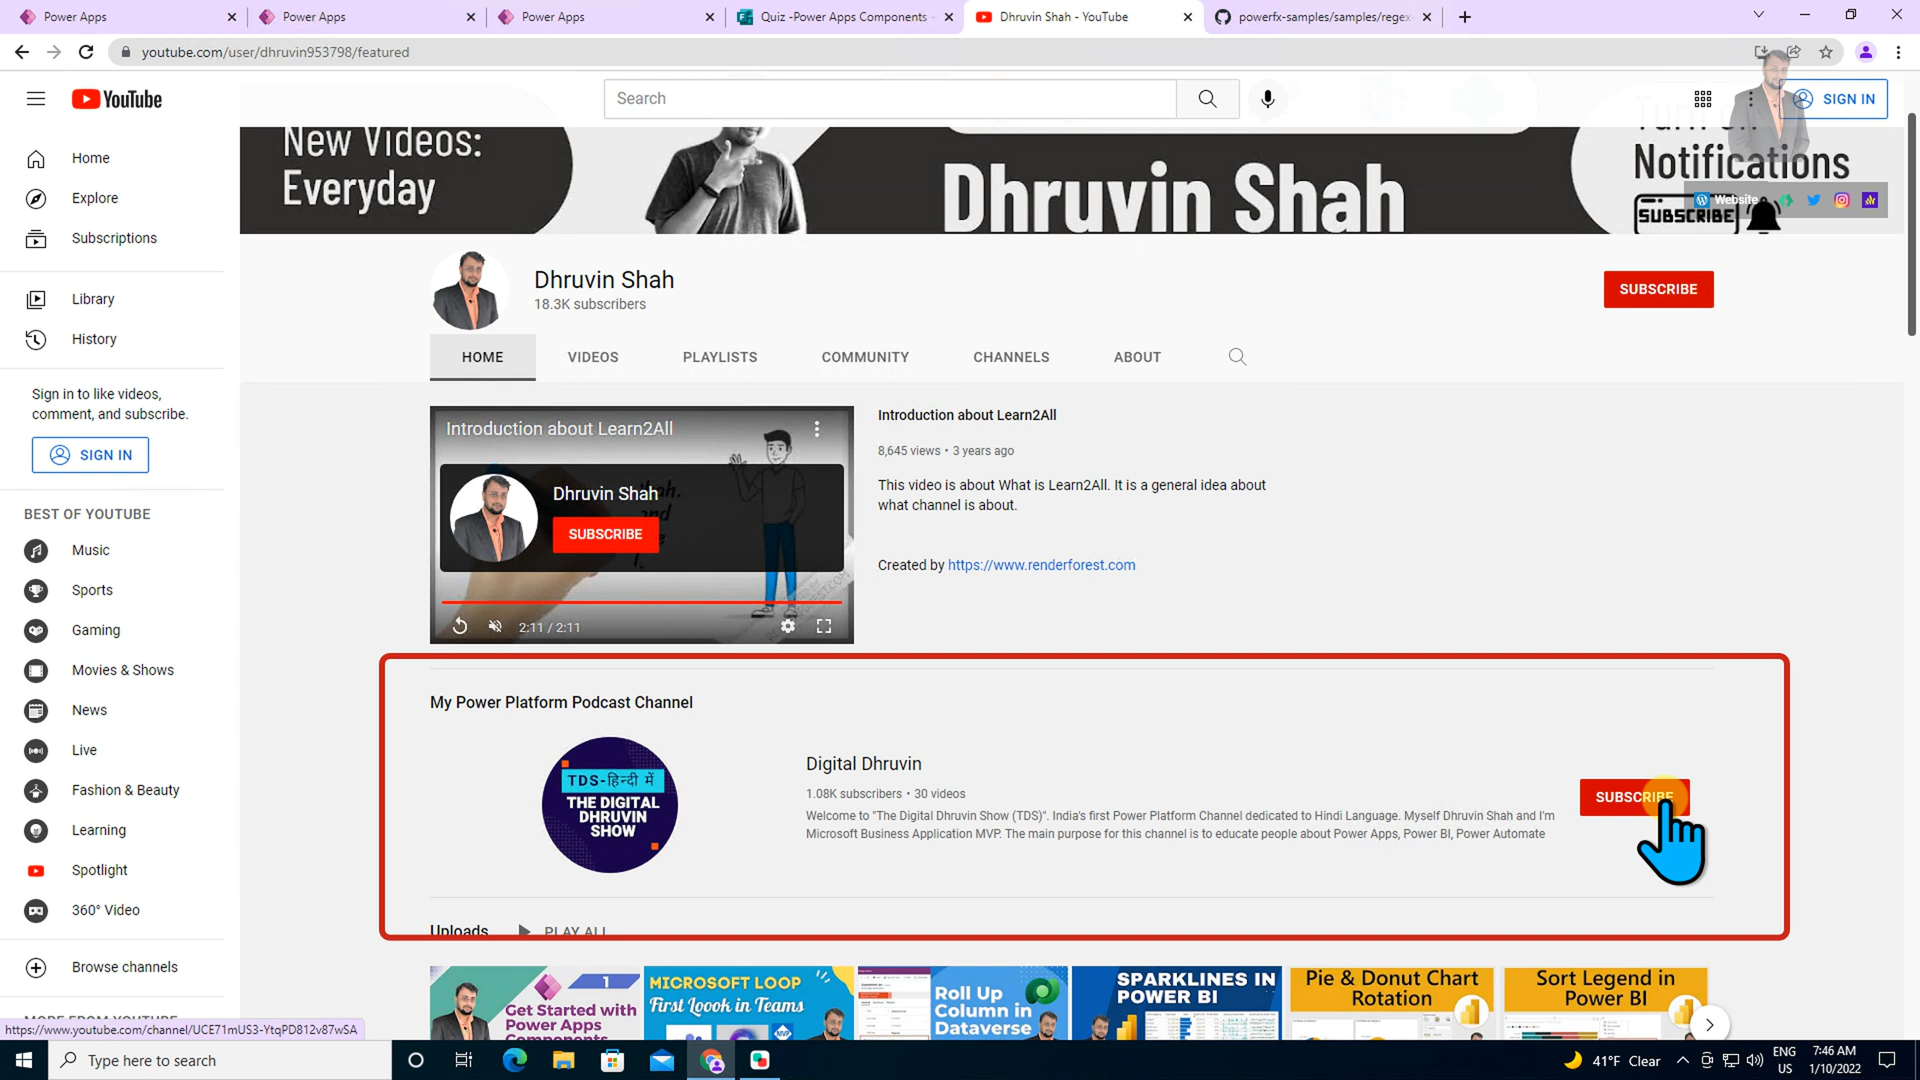 Power Apps
Power Apps
Power Apps
Quiz -Power Apps Components -
Dhruvin Shah - YouTube
powerfx-samples/samples/regex
youtube.com/user/dhruvin953798/featured
YouTube
Search
SIGN IN
New Videos:
Everyday
Dhruvin Shah
Turn on
Notifications
Website
SUBSCRIBE
Home
Explore
Subscriptions
Library
History
Sign in to like videos,
comment, and subscribe.
SIGN IN
BEST OF YOUTUBE
Music
Sports
Gaming
Movies & Shows
News
Live
Fashion & Beauty
Learning
Spotlight
360° Video
Browse channels
MORE FROM YOUTUBE
https://www.youtube.com/channel/UCE71mUS3-YtqPD812v87wSA
Dhruvin Shah
18.3K subscribers
SUBSCRIBE
HOME
VIDEOS
PLAYLISTS
COMMUNITY
CHANNELS
ABOUT
Introduction about Learn2All
Dhruvin Shah
SUBSCRIBE
2:11 / 2:11
Introduction about Learn2All
8,645 views • 3 years ago
This video is about What is Learn2All. It is a general idea about
what channel is about.
Created by https://www.renderforest.com
My Power Platform Podcast Channel
TDS-हिन्दी में
THE DIGITAL
DHRUVIN
SHOW
Digital Dhruvin
1.08K subscribers • 30 videos
Welcome to "The Digital Dhruvin Show (TDS)". India's first Power Platform Channel dedicated to Hindi Language. Myself Dhruvin Shah and I'm
Microsoft Business Application MVP. The main purpose for this channel is to educate people about Power Apps, Power BI, Power Automate
SUBSCRIBE
Uploads
PLAY ALL
1
Get Started with
Power Apps
Components
MICROSOFT LOOP
First Loook in Teams
Roll Up
Column in
Dataverse
SPARKLINES IN
POWER BI
Pie & Donut Chart
Rotation
Sort Legend in
Power BI
Type here to search
41°F Clear
ENG
US
7:46 AM
1/10/2022